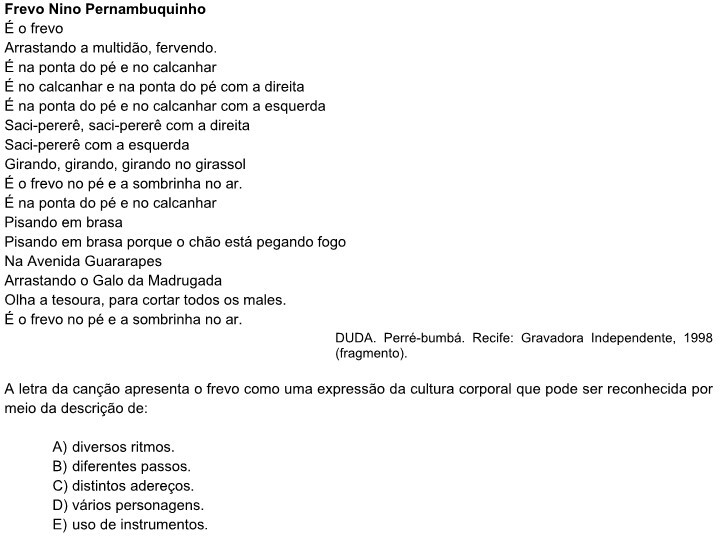 Frevo Nino Pernambuquinho
É o frevo
Arrastando a multidão, fervendo.
É na ponta do pé e no calcanhar
É no calcanhar e na ponta do pé com a direita
É na ponta do pé e no calcanhar com a esquerda
Saci-pererê, saci-pererê com a direita
Saci-pererê com a esquerda
Girando, girando, girando no girassol
É o frevo no pé e a sombrinha no ar.
É na ponta do pé e no calcanhar
Pisando em brasa
Pisando em brasa porque o chão está pegando fogo
Na Avenida Guararapes
Arrastando o Galo da Madrugada
Olha a tesoura, para cortar todos os males.
É o frevo no pé e a sombrinha no ar.
DUDA. Perré-bumbá. Recife: Gravadora Independente, 1998
(fragmento).
A letra da canção apresenta o frevo como uma expressão da cultura corporal que pode ser reconhecida por
meio da descrição de:
A) diversos ritmos.
B) diferentes passos.
C) distintos adereços.
D) vários personagens.
E) uso de instrumentos.